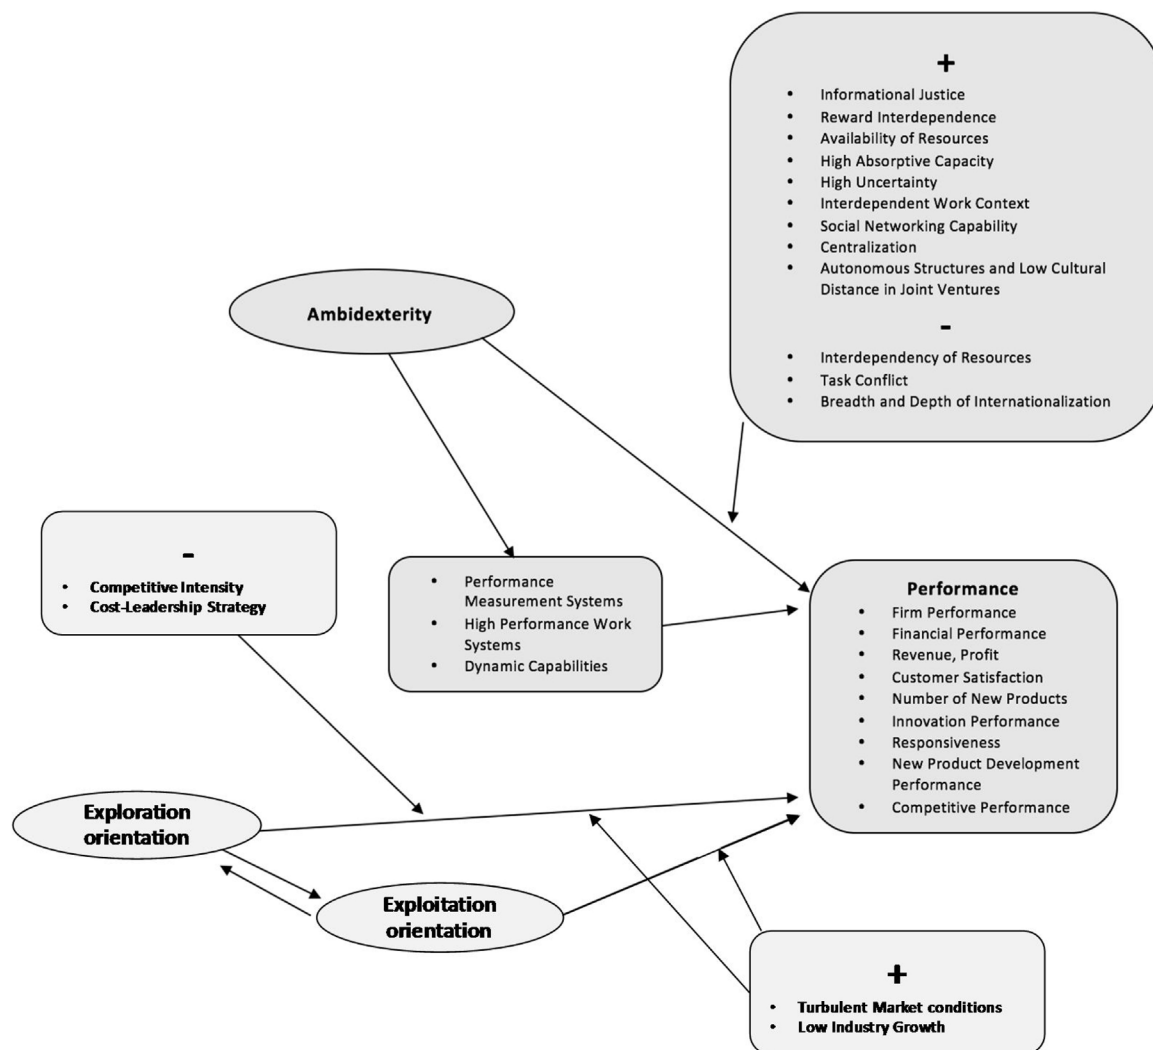 +
• Informational Justice
• Reward Interdependence
• Availability of Resources
• High Absorptive Capacity
• High Uncertainty
• Interdependent Work Context
• Social Networking Capability
• Centralization
• Autonomous Structures and Low Cultural
Distance in Joint Ventures
-
• Interdependency of Resources
• Task Conflict
• Breadth and Depth of Internationalization
Ambidexterity
-
• Competitive Intensity
• Cost-Leadership Strategy
• Performance
Measurement Systems
• High Performance Work
Systems
• Dynamic Capabilities
Performance
• Firm Performance
• Financial Performance
• Revenue, Profit
• Customer Satisfaction
• Number of New Products
• Innovation Performance
• Responsiveness
• New Product Development
Performance
• Competitive Performance
Exploration
orientation
Exploitation
orientation
+
• Turbulent Market conditions
• Low Industry Growth